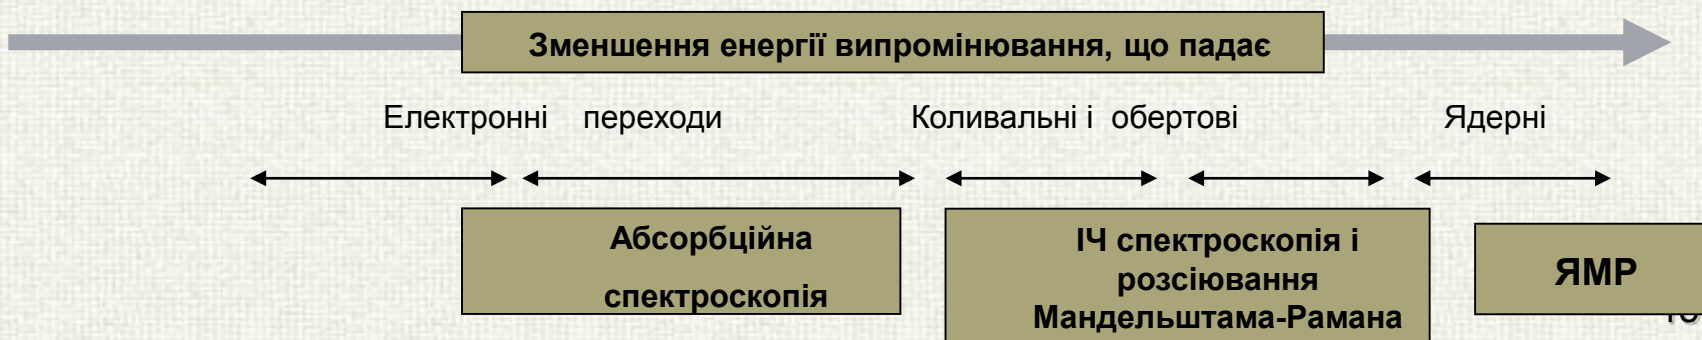 Зменшення енергії випромінювання, що падає
Електронні переходи Коливальні і обертові Ядерні
Абсорбційна
спектроскопія
ІЧ спектроскопія і
розсіювання
Мандельштама-Рамана
ЯМР